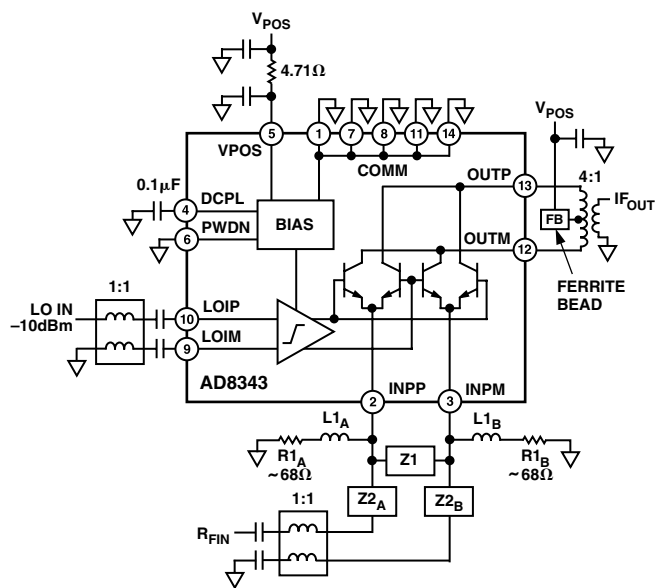 VPOS
4.71Ω
VPOS
5
1
7
8
11
14
VPOS
COMM
OUTP
13
4:1
0.1μF
DCPL
4
BIAS
FB
IFOUT
PWDN
6
OUTM
12
FERRITE
BEAD
1:1
LO IN
–10dBm
10
LOIP
9
LOIM
AD8343
INPP
INPM
2
3
L1A
L1B
R1A
~68Ω
Z1
R1B
~68Ω
1:1
Z2A
Z2B
RFIN